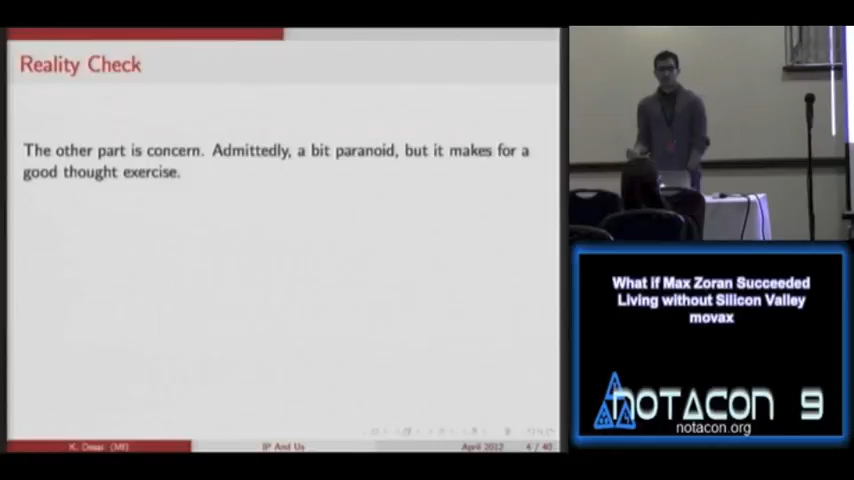 Reality Check
The other part is concern. Admittedly, a bit paranoid, but it makes for a
good thought exercise.
IP And Us
April 2012
4 / 40
What if Max Zoran Succeeded
Living without Silicon Valley
movax
NOTACON 9
notacon.org